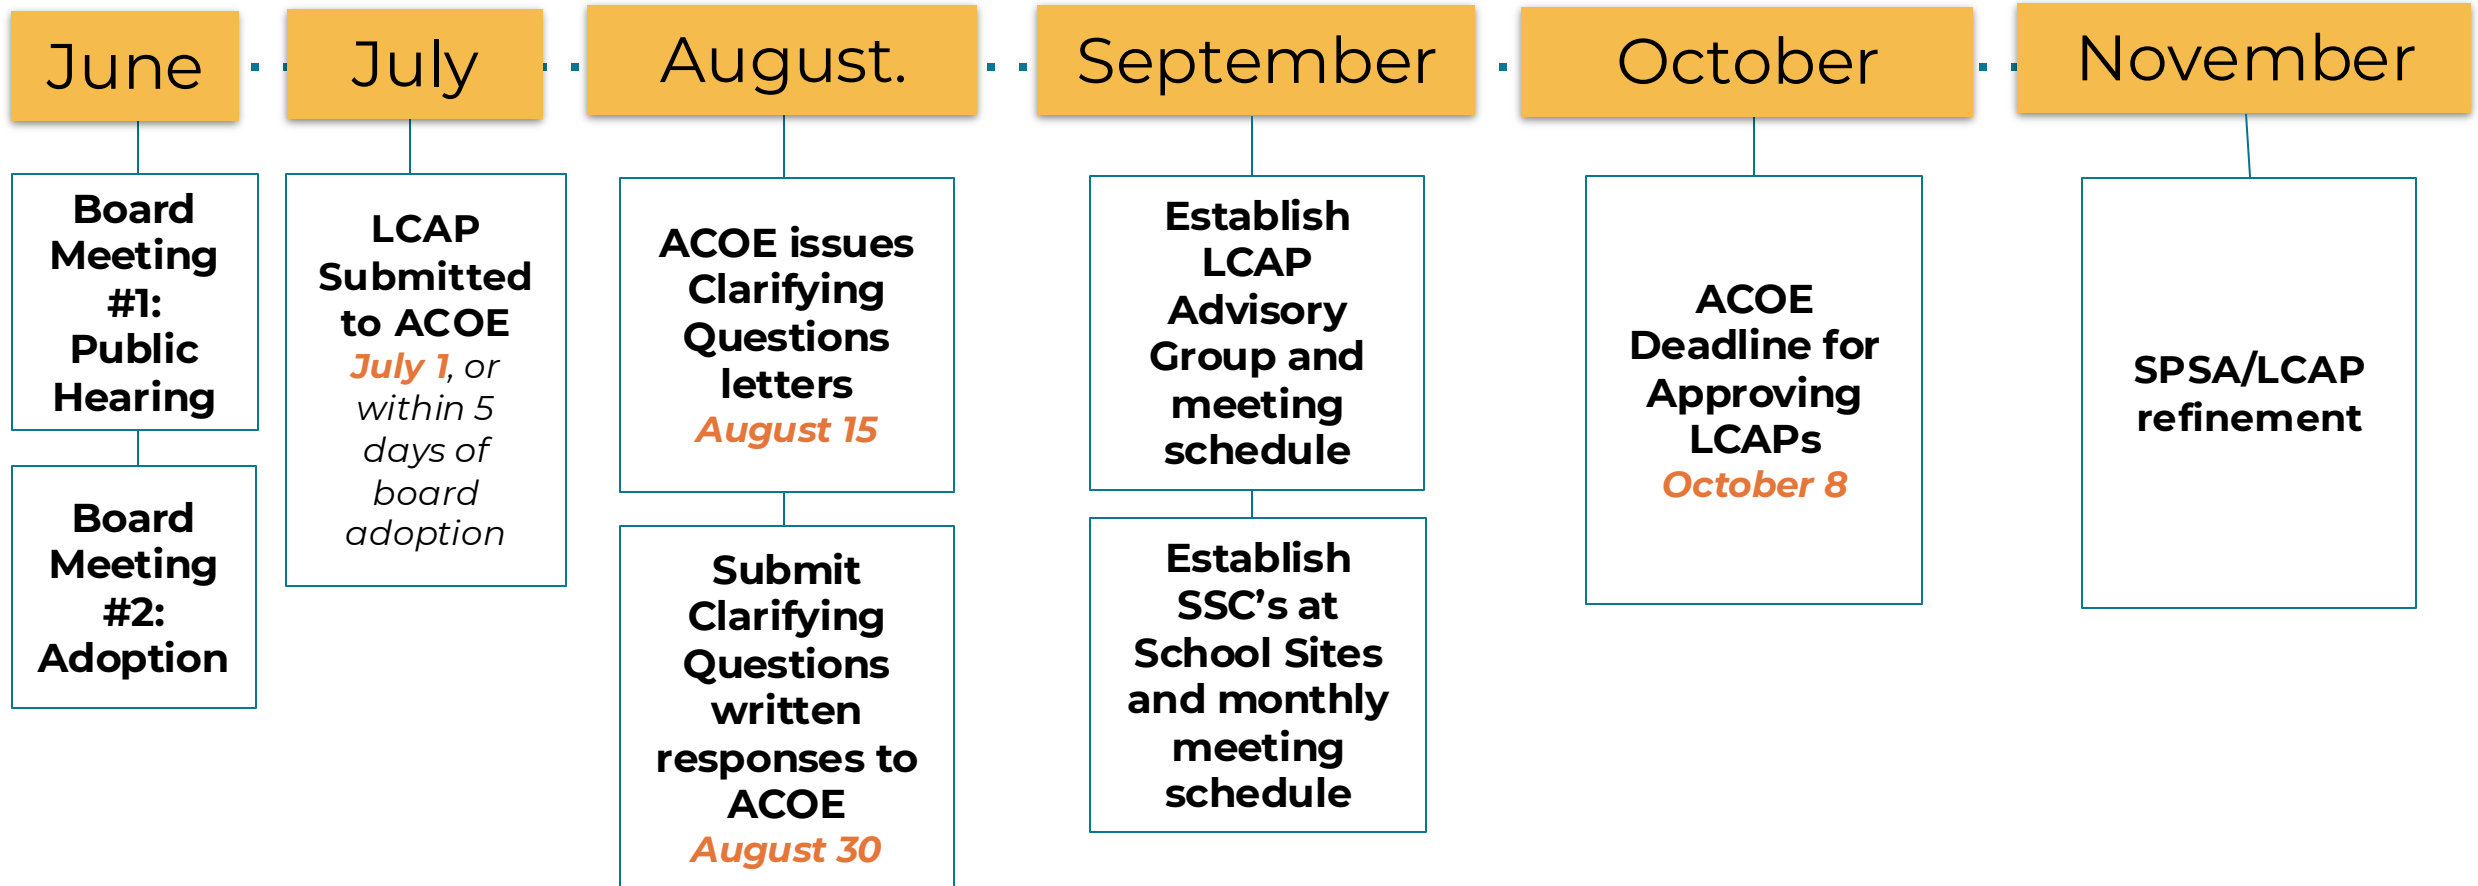 June
July
August.
September
October
November
Board
Meeting
#1:
Public
Hearing
Board
Meeting
#2:
Adoption
LCAP
Submitted
to ACOE
July 1, or
within 5
days of
board
adoption
ACOE issues
Clarifying
Questions
letters
August 15
Submit
Clarifying
Questions
written
responses to
ACOE
August 30
Establish
LCAP
Advisory
Group and
meeting
schedule
Establish
SSC’s at
School Sites
and monthly
meeting
schedule
ACOE
Deadline for
Approving
LCAPs
October 8
SPSA/LCAP
refinement